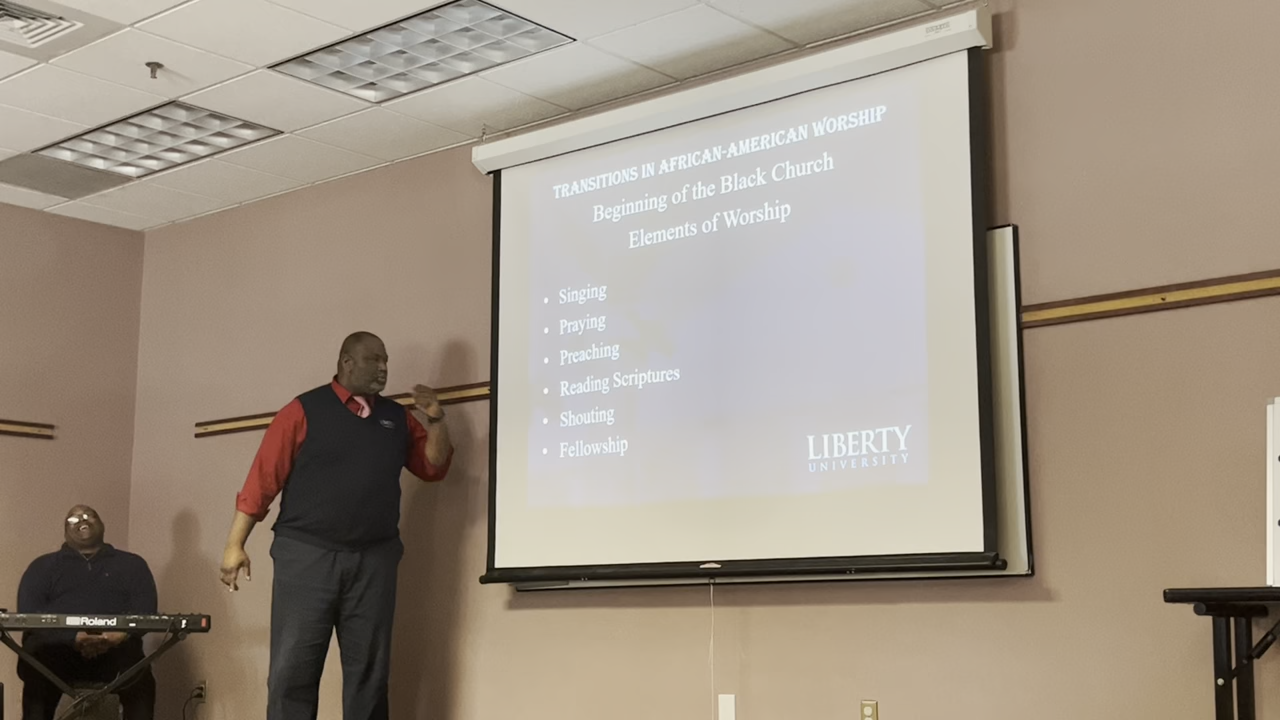 TRANSITIONS IN AFRICAN-AMERICAN WORSHIP
Beginning of the Black Church
Elements of Worship
• Singing
• Praying
• Preaching
• Reading Scriptures
• Shouting
• Fellowship
LIBERTY
UNIVERSITY
Roland